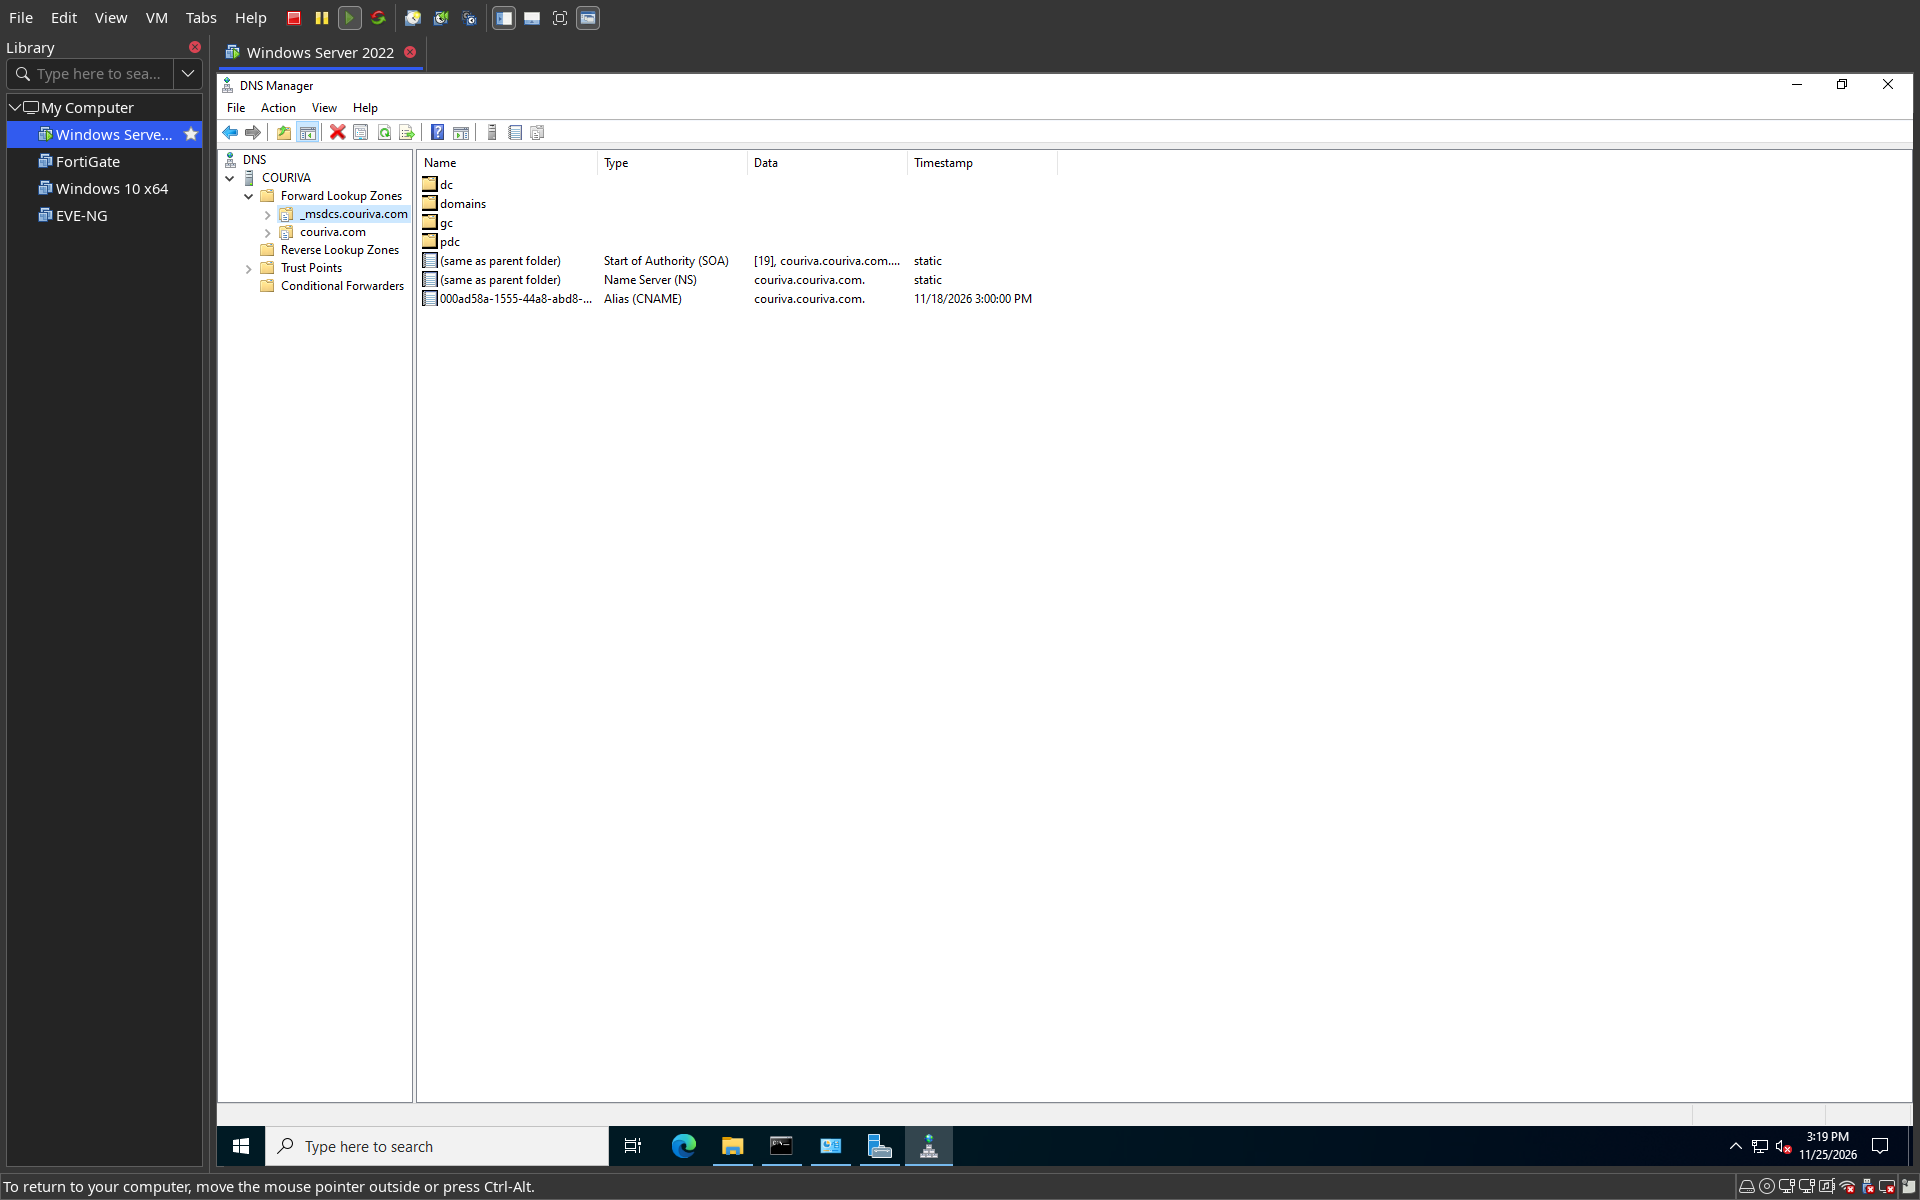 File Edit View VM Tabs Help
Library
Windows Server 2022
Type here to sea...
My Computer
Windows Serve...
FortiGate
Windows 10 x64
EVE-NG
DNS Manager
File Action View Help
DNS
COURIVA
Forward Lookup Zones
_msdcs.couriva.com
couriva.com
Reverse Lookup Zones
Trust Points
Conditional Forwarders
Name Type Data Timestamp
dc
domains
gc
pdc
(same as parent folder) Start of Authority (SOA) [19], couriva.couriva.com.... static
(same as parent folder) Name Server (NS) couriva.couriva.com. static
000ad58a-1555-44a8-abd8-... Alias (CNAME) couriva.couriva.com. 11/18/2026 3:00:00 PM
Type here to search
3:19 PM
11/25/2026
To return to your computer, move the mouse pointer outside or press Ctrl-Alt.